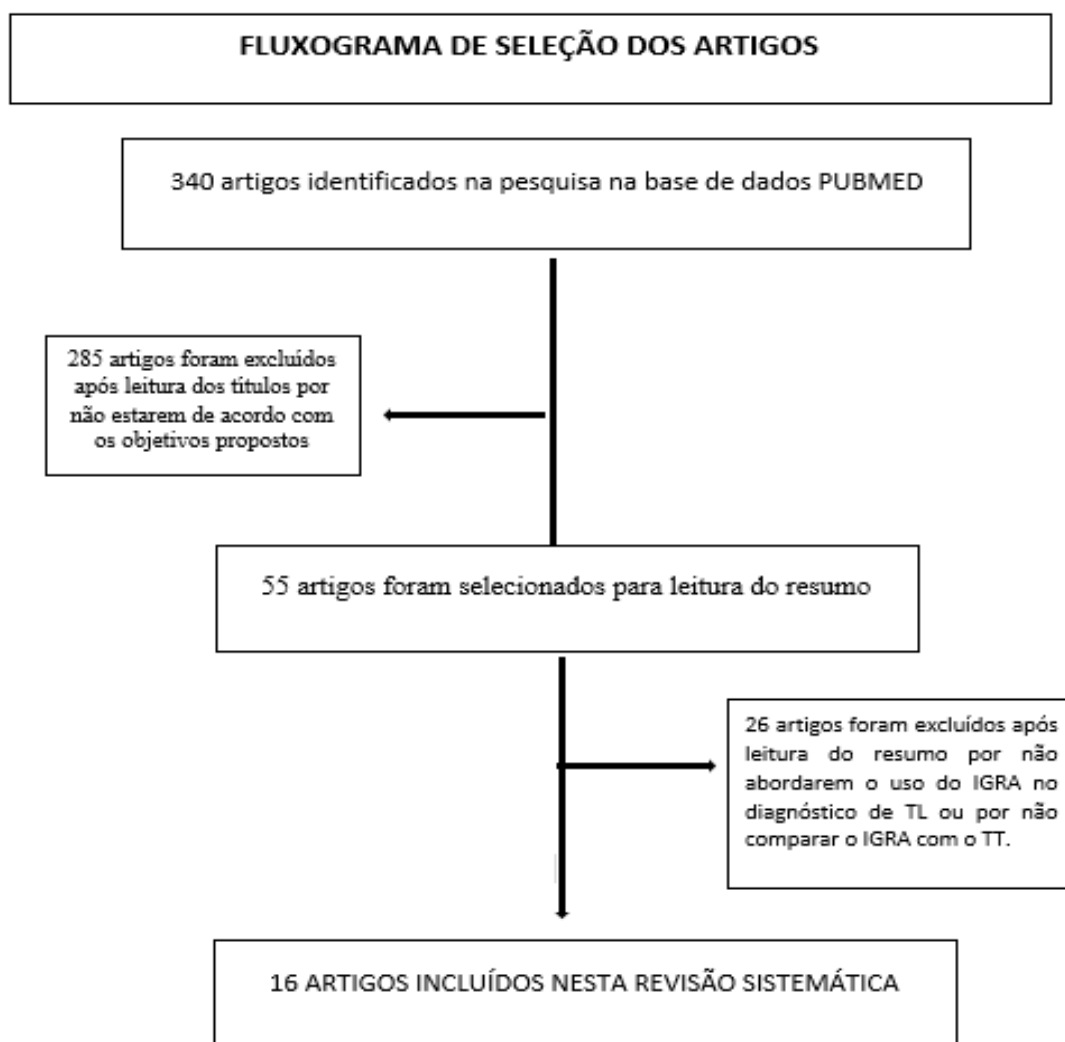 FLUXOGRAMA DE SELEÇÃO DOS ARTIGOS
340 artigos identificados na pesquisa na base de dados PUBMED
285 artigos foram excluídos
após leitura dos títulos por
não estarem de acordo com
os objetivos propostos
55 artigos foram selecionados para leitura do resumo
26 artigos foram excluídos após
leitura do resumo por não
abordarem o uso do IGRA no
diagnóstico de TL ou por não
comparar o IGRA com o TT.
16 ARTIGOS INCLUÍDOS NESTA REVISÃO SISTEMÁTICA